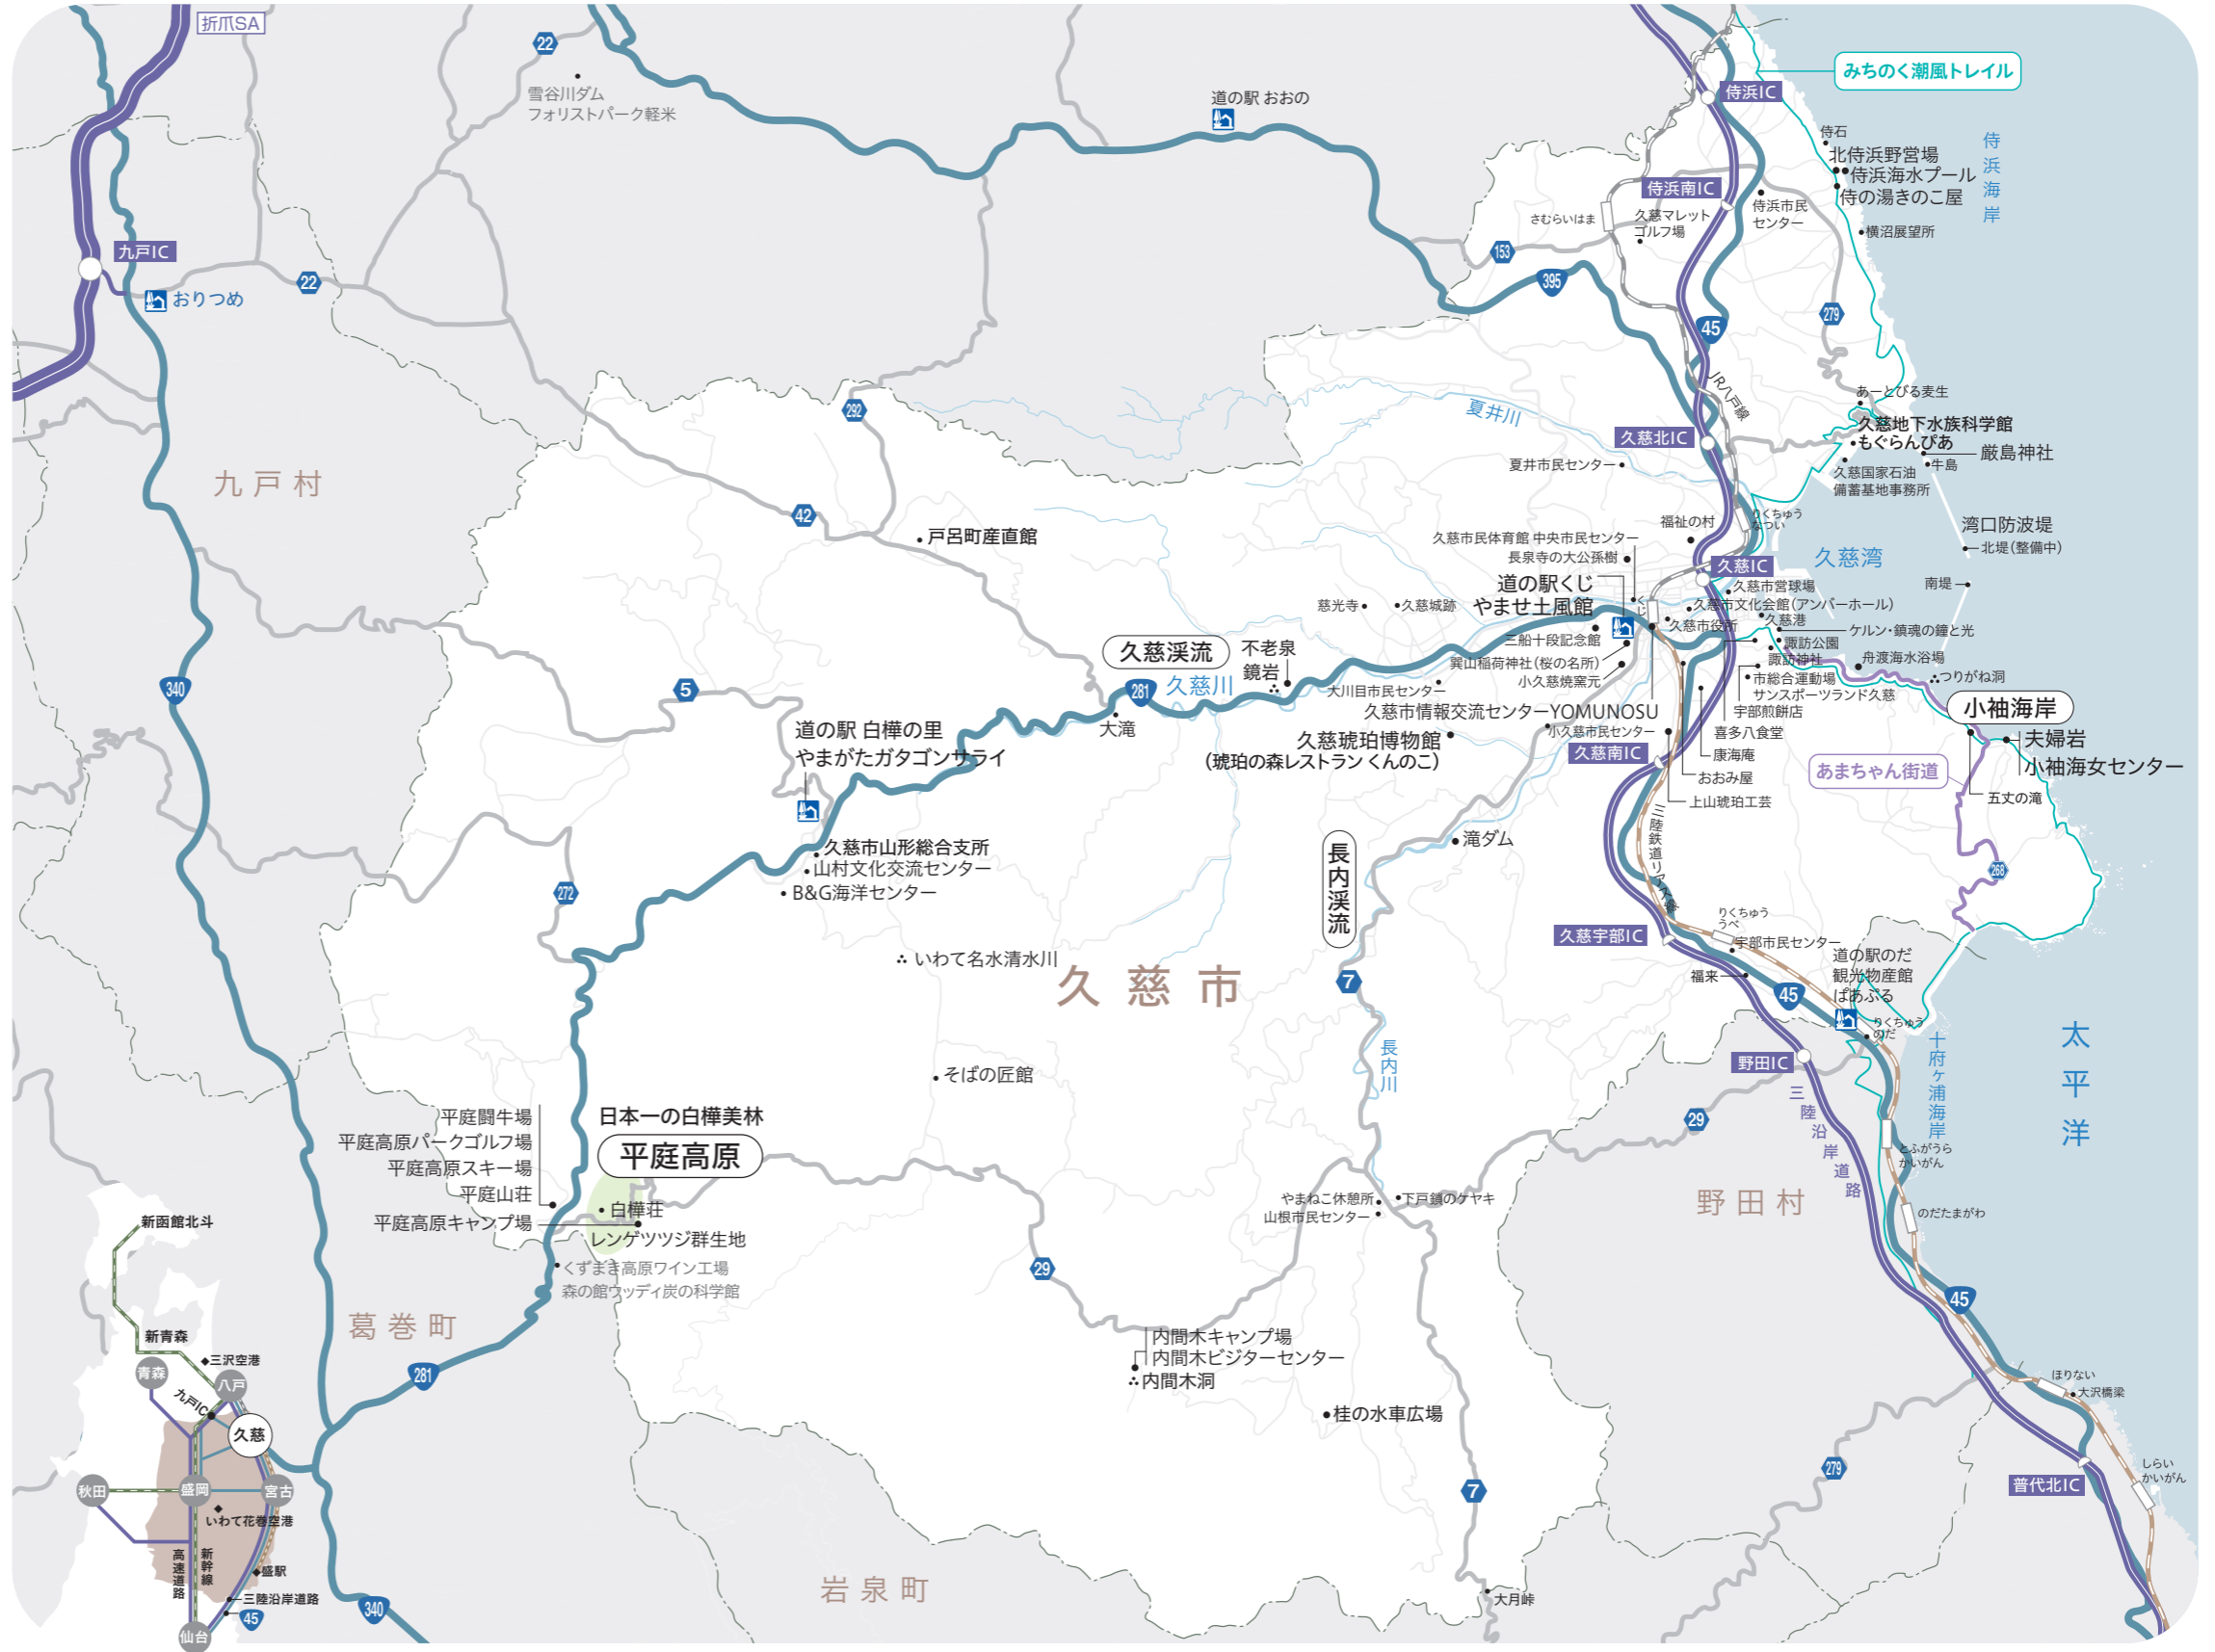 折爪SA
22
雪谷川ダム
フォリストパーク軽米
道の駅 おおの
みちのく潮風トレイル
侍浜IC
侍石
北侍浜野営場
侍浜海水プール
侍の湯きのこ屋
侍浜海岸
侍浜南IC
さむらいはま
久慈マレット
ゴルフ場
侍浜市民
センター
横沼展望所
九戸IC
おりつめ
22
153
395
45
279
JR八戸線
292
夏井川
久慈北IC
夏井市民センター
あーとびる麦生
久慈地下水族科学館
もぐらんぴあ
厳島神社
牛島
久慈国家石油
備蓄基地事務所
九戸村
42
戸呂町産直館
りくちゅう
なつい
福祉の村
湾口防波堤
北堤(整備中)
南堤
久慈湾
久慈市民体育館 中央市民センター
長泉寺の大公孫樹
道の駅くじ
やませ土風館
慈光寺
久慈城跡
くじ
久慈IC
久慈市営球場
久慈市文化会館(アンバーホール)
久慈港
久慈市役所
ケルン・鎮魂の鐘と光
諏訪公園
諏訪神社
舟渡海水浴場
つりがね洞
市総合運動場
サンスポーツランド久慈
宇部煎餅店
三船十段記念館
巽山稲荷神社(桜の名所)
小久慈焼窯元
大川目市民センター
久慈市情報交流センターYOMUNOSU
小久慈市民センター
久慈琥珀博物館
(琥珀の森レストラン くんのこ)
久慈南IC
喜多八食堂
康海庵
おおみ屋
上山琥珀工芸
小袖海岸
夫婦岩
小袖海女センター
あまちゃん街道
五丈の滝
268
340
5
久慈渓流
不老泉
鏡岩
281
久慈川
大滝
道の駅 白樺の里
やまがたガタゴンサライ
久慈市山形総合支所
山村文化交流センター
B&G海洋センター
272
長内渓流
滝ダム
三陸鉄道リアス線
久慈宇部IC
りくちゅう
うべ
宇部市民センター
福来
45
道の駅のだ
観光物産館
ぱあぷる
りくちゅう
のだ
いわて名水清水川
久慈市
7
長内川
野田IC
三陸沿岸道路
十府ヶ浦海岸
太平洋
そばの匠館
平庭闘牛場
平庭高原パークゴルフ場
平庭高原スキー場
平庭山荘
平庭高原キャンプ場
日本一の白樺美林
平庭高原
白樺荘
レンゲツツジ群生地
くずまき高原ワイン工場
森の館ウッディ炭の科学館
29
とふがうら
かいがん
のだたまがわ
野田村
やまねこ休憩所
山根市民センター
下戸鎖のケヤキ
29
45
葛巻町
281
内間木キャンプ場
内間木ビジターセンター
内間木洞
桂の水車広場
ほりない
大沢橋梁
279
普代北IC
しらい
かいがん
7
大月峠
岩泉町
340
新函館北斗
新青森
青森
三沢空港
八戸
九戸IC
久慈
秋田
盛岡
宮古
いわて花巻空港
高速道路
新幹線
盛駅
三陸沿岸道路
45
仙台